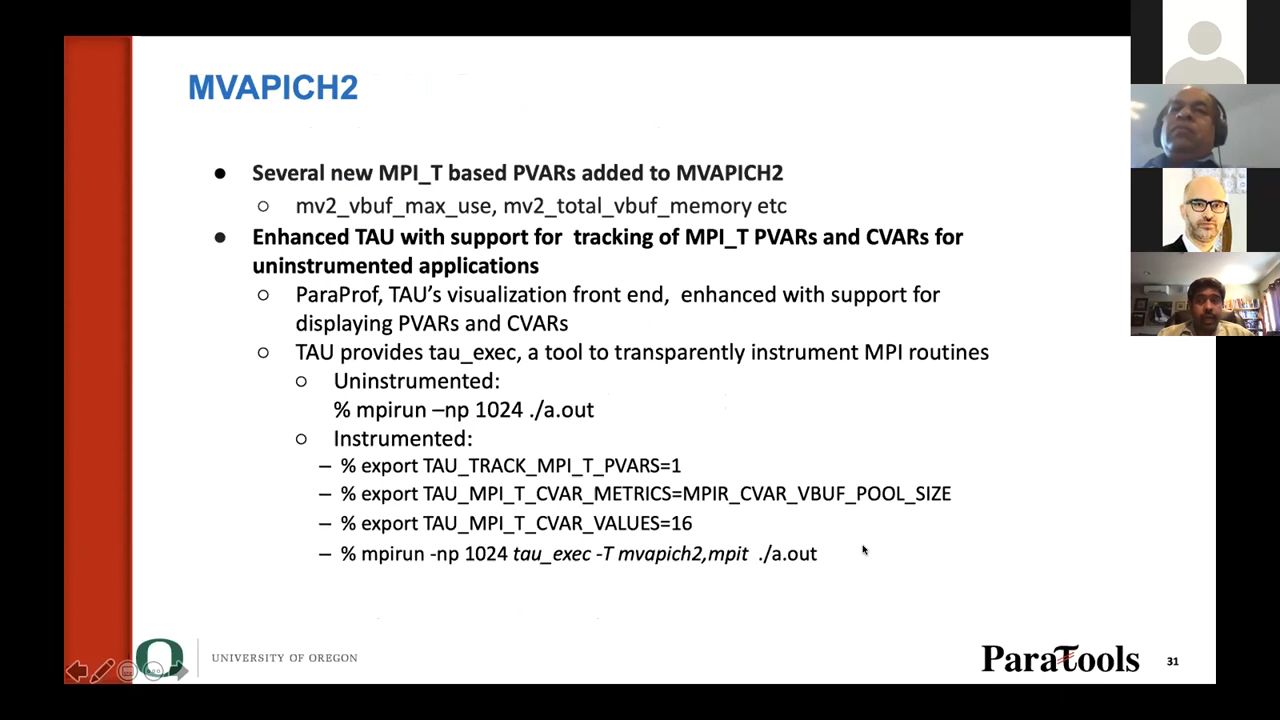 MVAPICH2
● Several new MPI_T based PVARs added to MVAPICH2
○ mv2_vbuf_max_use, mv2_total_vbuf_memory etc
● Enhanced TAU with support for tracking of MPI_T PVARs and CVARs for
uninstrumented applications
○ ParaProf, TAU’s visualization front end, enhanced with support for
displaying PVARs and CVARs
○ TAU provides tau_exec, a tool to transparently instrument MPI routines
○ Uninstrumented:
% mpirun –np 1024 ./a.out
○ Instrumented:
– % export TAU_TRACK_MPI_T_PVARS=1
– % export TAU_MPI_T_CVAR_METRICS=MPIR_CVAR_VBUF_POOL_SIZE
– % export TAU_MPI_T_CVAR_VALUES=16
– % mpirun -np 1024 tau_exec -T mvapich2,mpit ./a.out
O UNIVERSITY OF OREGON
ParaTools 31